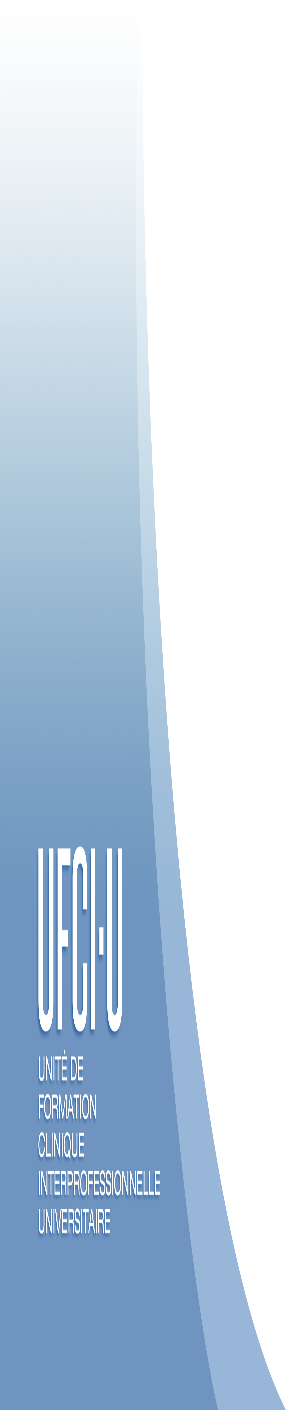 UFCI-U
UNITÉ DE
FORMATION
CLINIQUE
INTERPROFESSIONNELLE
UNIVERSITAIRE